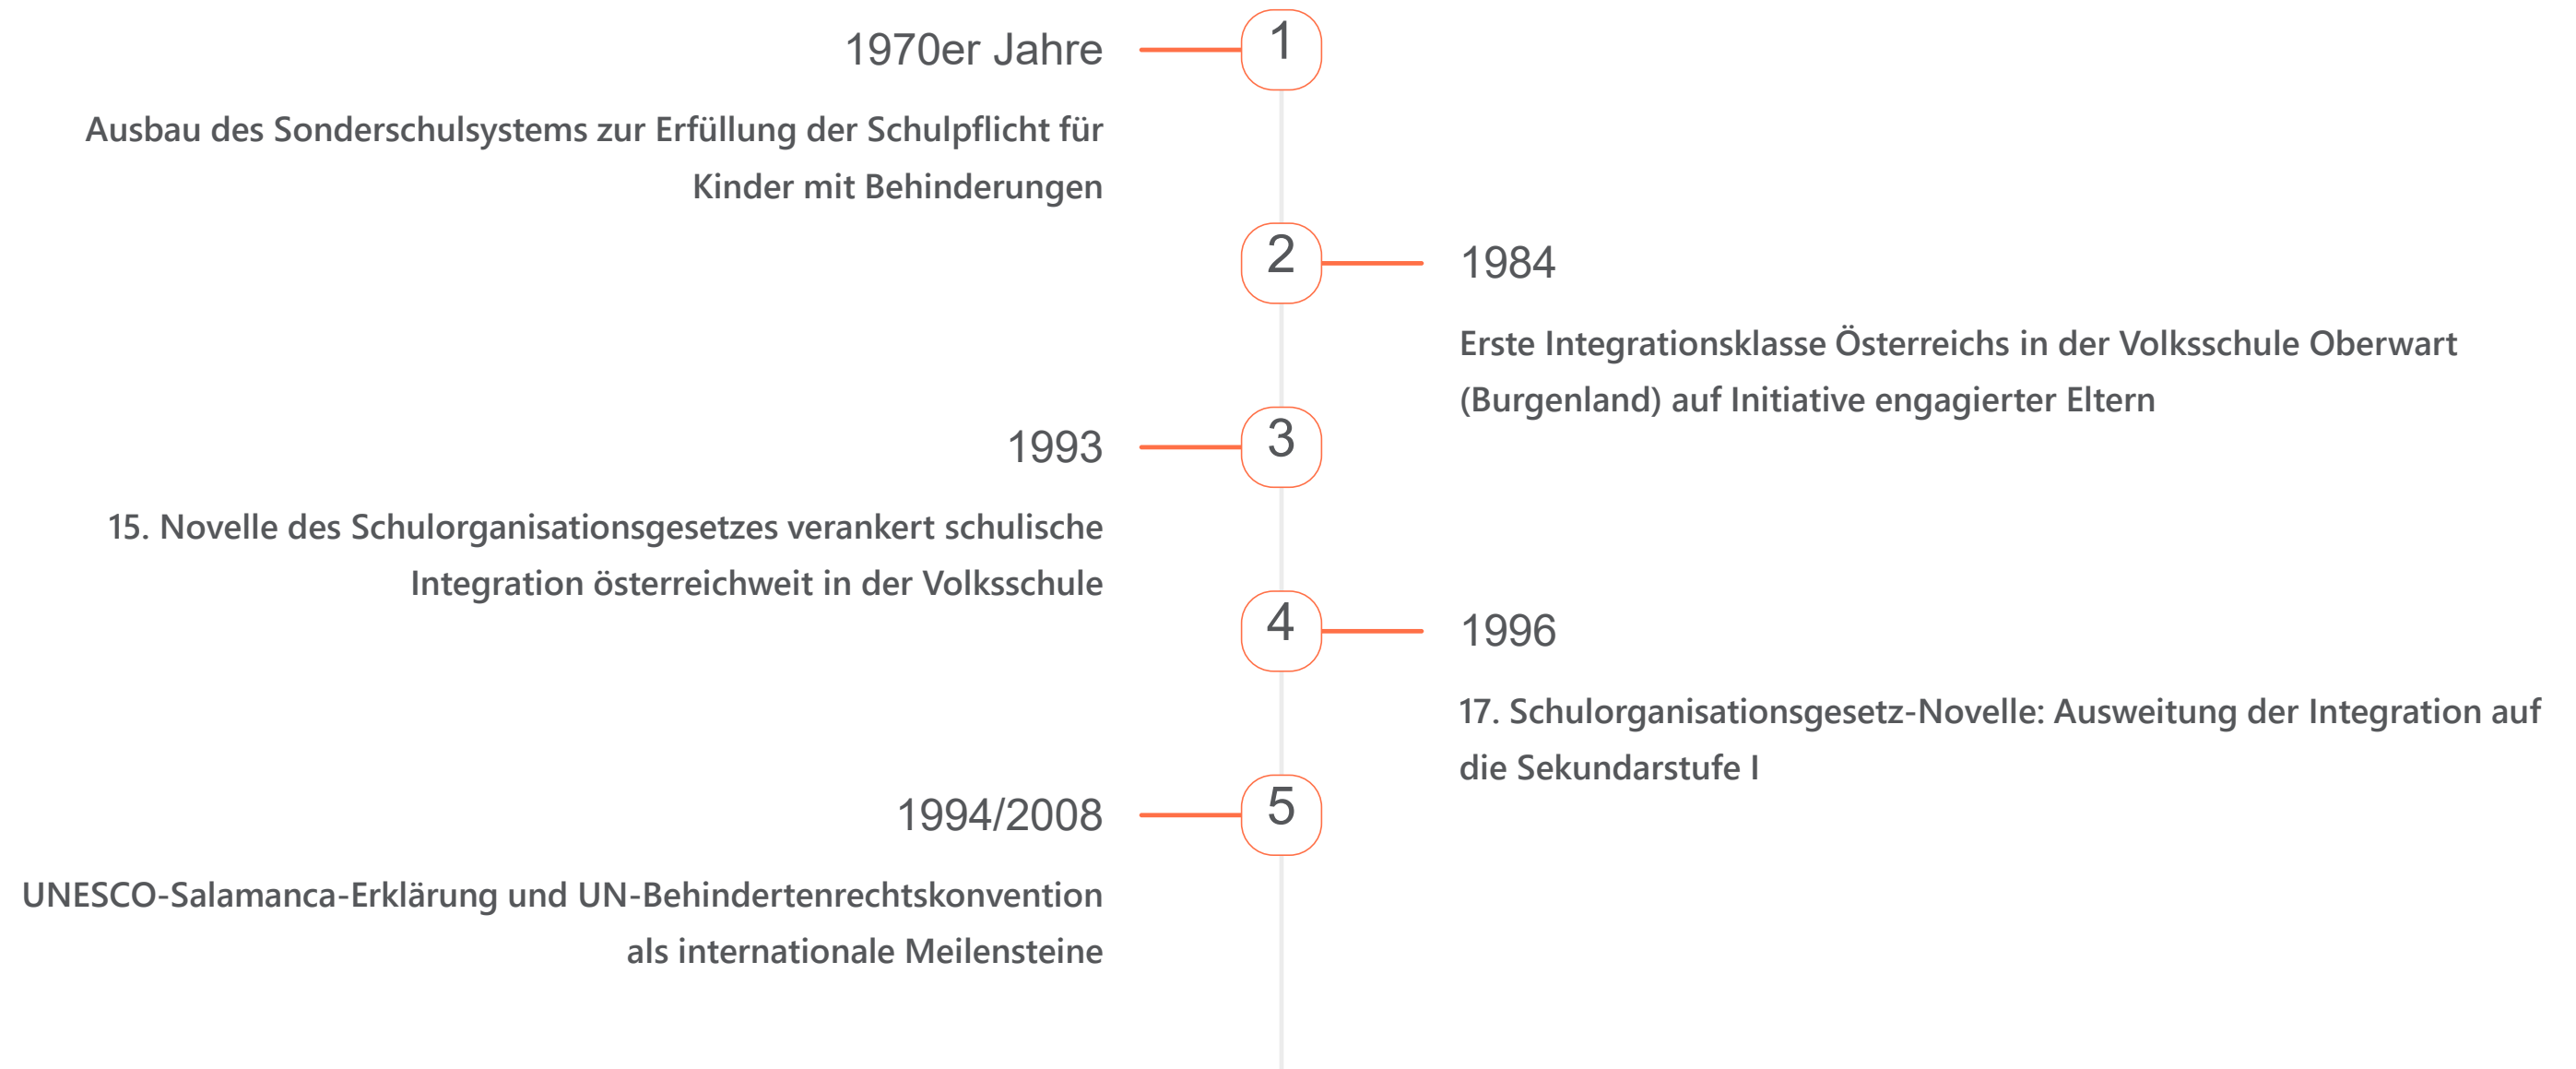 1970er Jahre
1
Ausbau des Sonderschulsystems zur Erfüllung der Schulpflicht für
Kinder mit Behinderungen
2
1984
Erste Integrationsklasse Österreichs in der Volksschule Oberwart
(Burgenland) auf Initiative engagierter Eltern
1993
3
15. Novelle des Schulorganisationsgesetzes verankert schulische
Integration österreichweit in der Volksschule
4
1996
17. Schulorganisationsgesetz-Novelle: Ausweitung der Integration auf
die Sekundarstufe I
1994/2008
5
UNESCO-Salamanca-Erklärung und UN-Behindertenrechtskonvention
als internationale Meilensteine